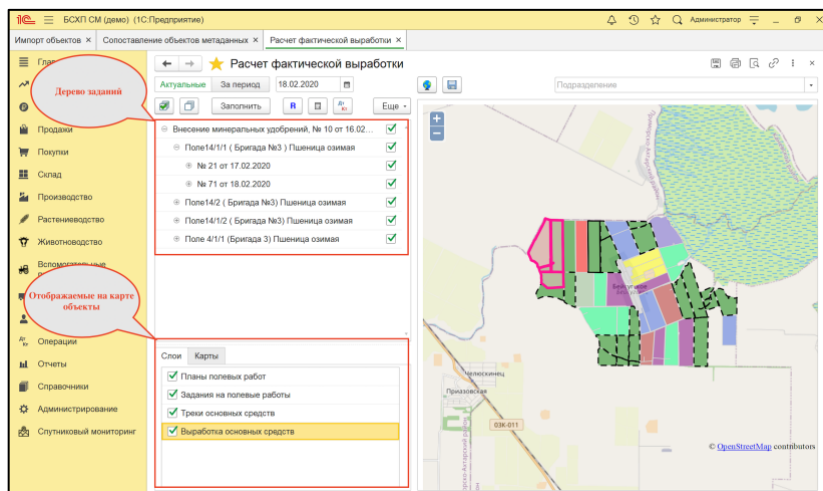 БСХП СМ (демо) (1С:Предприятие)
Администратор
Импорт объектов × Сопоставление объектов метаданных × Расчет фактической выработки ×
Расчет фактической выработки
Актуальные За период 18.02.2020
Подразделение
Заполнить Еще
Дерево заданий
Продажи
Покупки
Склад
Производство
Растениеводство
Животноводство
Вспомогательные
Операции
Отчеты
Справочники
Администрирование
Спутниковый мониторинг
Внесение минеральных удобрений, № 10 от 16.02...
Поле14/1/1 ( Бригада №3 ) Пшеница озимая
№ 21 от 17.02.2020
№ 71 от 18.02.2020
Поле14/2 ( Бригада №3) Пшеница озимая
Поле14/1/2 ( Бригада №3) Пшеница озимая
Поле 4/1/1 (Бригада 3) Пшеница озимая
Отображаемые на карте
объекты
Слои Карты
Планы полевых работ
Задания на полевые работы
Треки основных средств
Выработка основных средств
Челюскинец
Приазовская
03К-011
© OpenStreetMap contributors